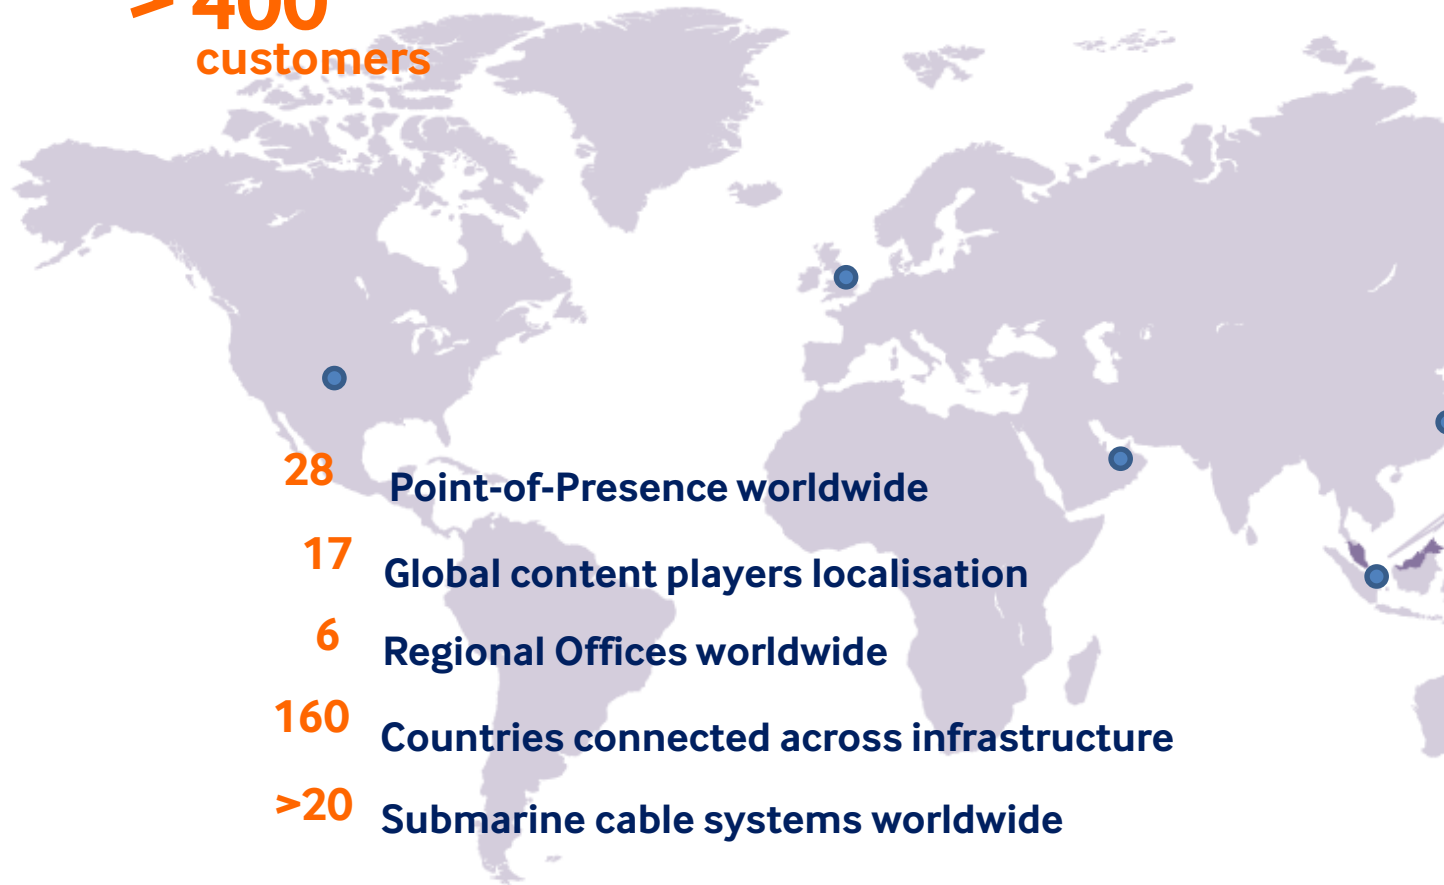 > 400
customers
28 Point-of-Presence worldwide
17 Global content players localisation
6 Regional Offices worldwide
160 Countries connected across infrastructure
>20 Submarine cable systems worldwide